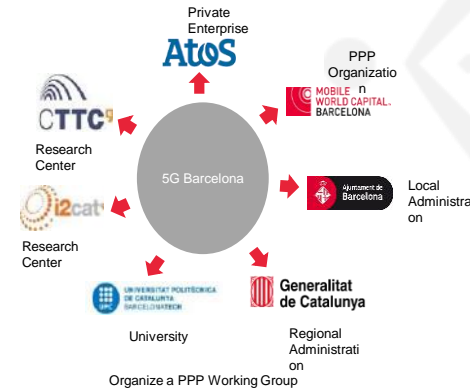 Private
Enterprise
Atos
PPP
Organizatio
n
MOBILE
WORLD CAPITAL.
BARCELONA
CTTC9
Research
Center
5G Barcelona
Ajuntament de
Barcelona
Local
Administra
on
i2cat
Research
Center
UPC
UNIVERSITAT POLITÈCNICA
DE CATALUNYA
BARCELONATECH
University
Generalitat
de Catalunya
Regional
Administrati
on
Organize a PPP Working Group